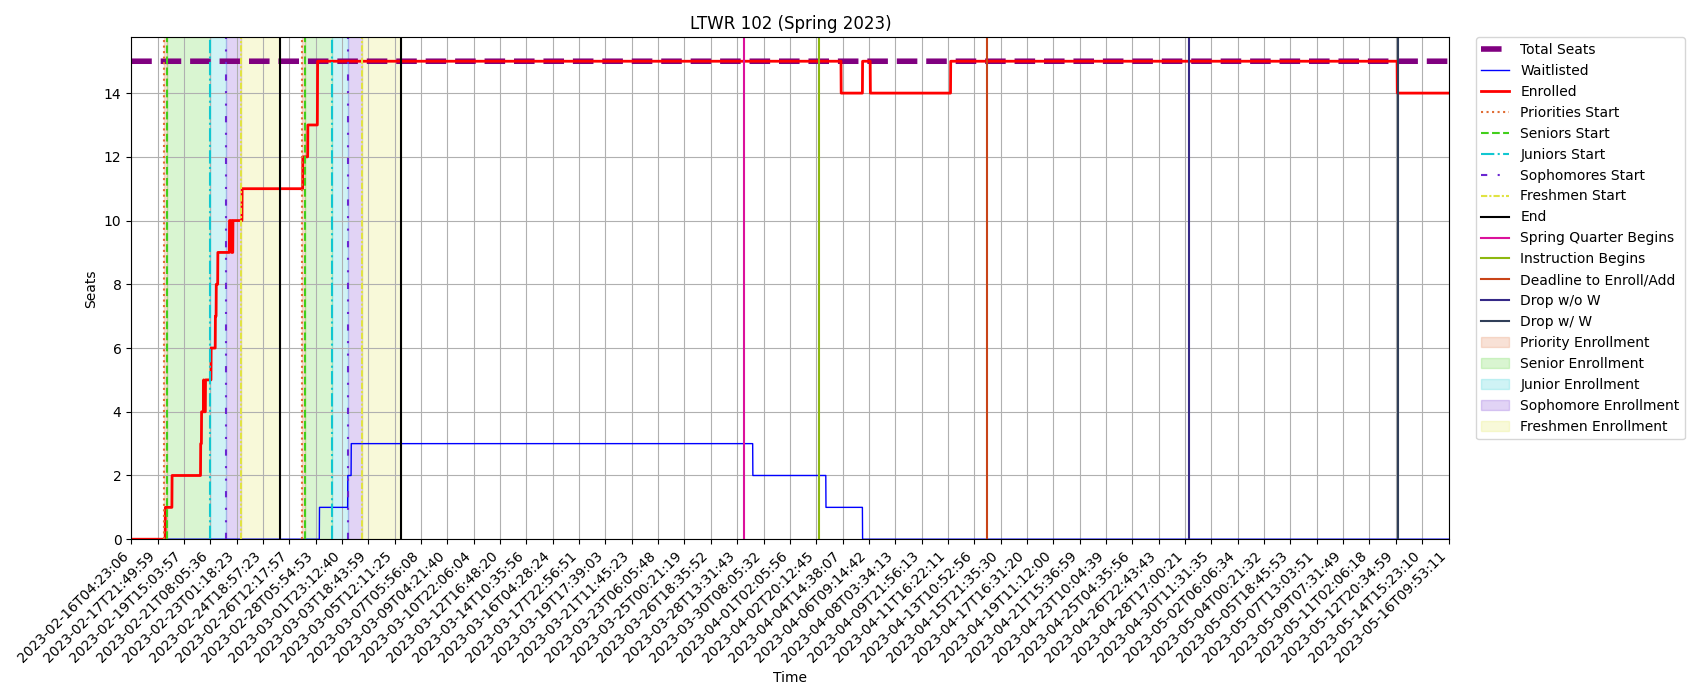 LTWR 102 (Spring 2023)
Seats
14
12
10
8
6
4
2
0
2023-02-16T04:23:06
2023-02-17T21:49:59
2023-02-19T15:03:57
2023-02-21T08:05:36
2023-02-23T01:18:23
2023-02-24T18:57:23
2023-02-26T12:17:57
2023-02-28T05:54:53
2023-03-01T23:12:40
2023-03-03T18:43:59
2023-03-05T12:11:25
2023-03-07T05:56:08
2023-03-09T04:21:40
2023-03-10T22:06:04
2023-03-12T16:48:20
2023-03-14T10:35:56
2023-03-16T04:28:24
2023-03-17T22:56:51
2023-03-19T17:39:03
2023-03-21T11:45:23
2023-03-23T06:05:48
2023-03-25T00:21:19
2023-03-26T18:35:52
2023-03-28T13:31:43
2023-03-30T08:05:32
2023-04-01T02:05:56
2023-04-02T20:12:45
2023-04-04T14:38:07
2023-04-06T09:14:42
2023-04-08T03:34:13
2023-04-09T21:56:13
2023-04-11T16:22:11
2023-04-13T10:52:56
2023-04-15T21:35:30
2023-04-17T16:31:20
2023-04-19T11:12:00
2023-04-21T15:36:59
2023-04-23T10:04:39
2023-04-25T04:35:56
2023-04-26T22:43:43
2023-04-28T17:00:21
2023-04-30T11:31:35
2023-05-02T06:06:34
2023-05-04T00:21:32
2023-05-05T18:45:53
2023-05-07T13:03:51
2023-05-09T07:31:49
2023-05-11T02:06:18
2023-05-12T20:34:59
2023-05-14T15:23:10
2023-05-16T09:53:11
Time
Total Seats
Waitlisted
Enrolled
Priorities Start
Seniors Start
Juniors Start
Sophomores Start
Freshmen Start
End
Spring Quarter Begins
Instruction Begins
Deadline to Enroll/Add
Drop w/o W
Drop w/ W
Priority Enrollment
Senior Enrollment
Junior Enrollment
Sophomore Enrollment
Freshmen Enrollment